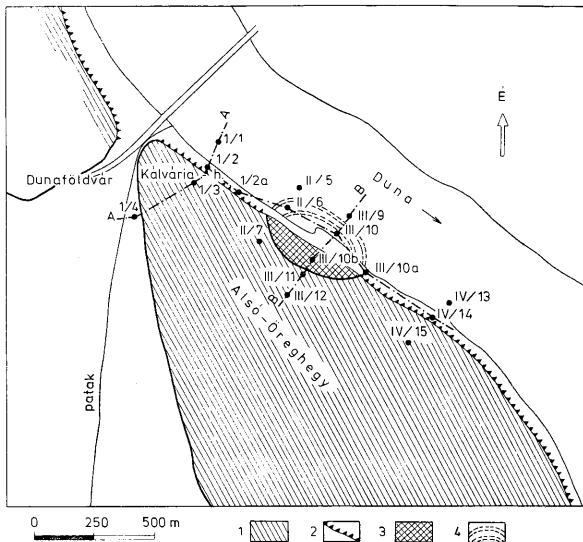 É
A
1/1
Dunaföldvár
Kálvária
1/2
h
1/3
1/2a
1/4
A
II/5
Duna
B
II/6
III/9
III/10
II/7
III/10b
III/10a
III/11
B
III/12
IV/13
IV/14
IV/15
Alsó-Öreghegy
patak
0 250 500 m
1 2 3 4